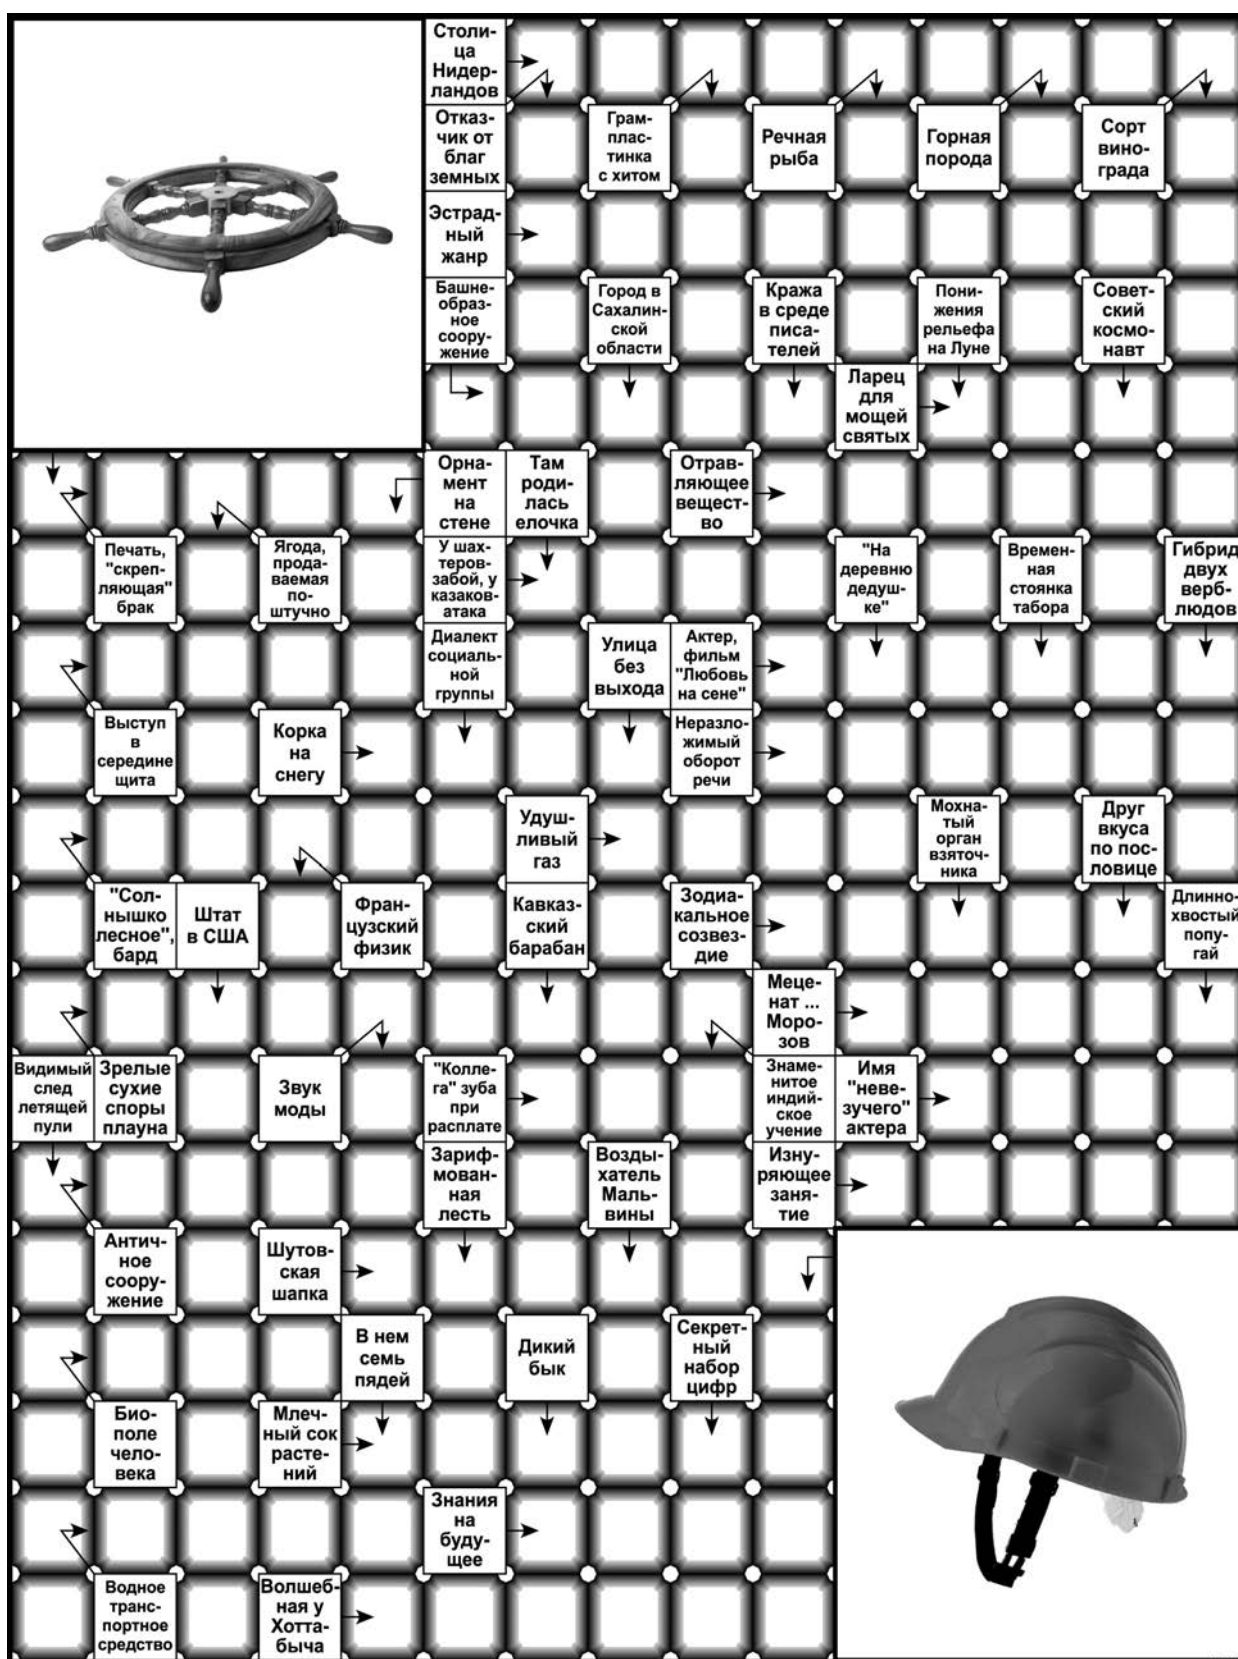 Столи-
ца
Нидер-
ландов
Отказ-
чик от
благ
земных
Грам-
плас-
тинка
с хитом
Речная
рыба
Горная
порода
Сорт
вино-
града
Эстрад-
ный
жанр
Башне-
образ-
ное
соору-
жение
Город в
Сахалин-
ской
области
Кража
в среде
писа-
телей
Пони-
жения
рельефа
на Луне
Совет-
ский
космо-
навт
Ларец
для
мощей
святых
Орна-
мент
на
стене
Там
роди-
лась
елочка
Отрав-
ляющее
вещест-
во
Печать,
"скреп-
ляющая"
брак
Ягода,
прода-
ваемая
по-
штучно
У шах-
теров-
забой, у
казаков-
атака
"На
деревню
дедуш-
ке"
Времен-
ная
стоянка
табора
Гибрид
двух
верб-
людов
Диалект
социаль-
ной
группы
Улица
без
выхода
Актер,
фильм
"Любовь
на сене"
Выступ
в
середине
щита
Корка
на
снегу
Неразло-
жимый
оборот
речи
Удуш-
ливый
газ
Мохна-
тый
орган
взяточ-
ника
Друг
вкуса
по пос-
ловице
"Сол-
нышко
лесное",
бард
Штат
в США
Фран-
цузский
физик
Кавказ-
ский
барабан
Зодиа-
кальное
созвез-
дие
Длинно-
хвостый
попу-
гай
Меце-
нат ...
Моро-
зов
Видимый
след
летящей
пули
Зрелые
сухие
споры
плауна
Звук
моды
"Колле-
га" зуба
при
расплате
Знаме-
нитое
индий-
ское
учение
Имя
"неве-
зучего"
актера
Зариф-
мован-
ная
лесть
Возды-
хатель
Маль-
вины
Изну-
ряющее
заня-
тие
Антич-
ное
соору-
жение
Шутов-
ская
шапка
В нем
семь
пядей
Дикий
бык
Секрет-
ный
набор
цифр
Био-
поле
чело-
века
Млеч-
ный сок
расте-
ний
Знания
на
буду-
щее
Водное
транс-
портное
средство
Волшеб-
ная у
Хотта-
быча